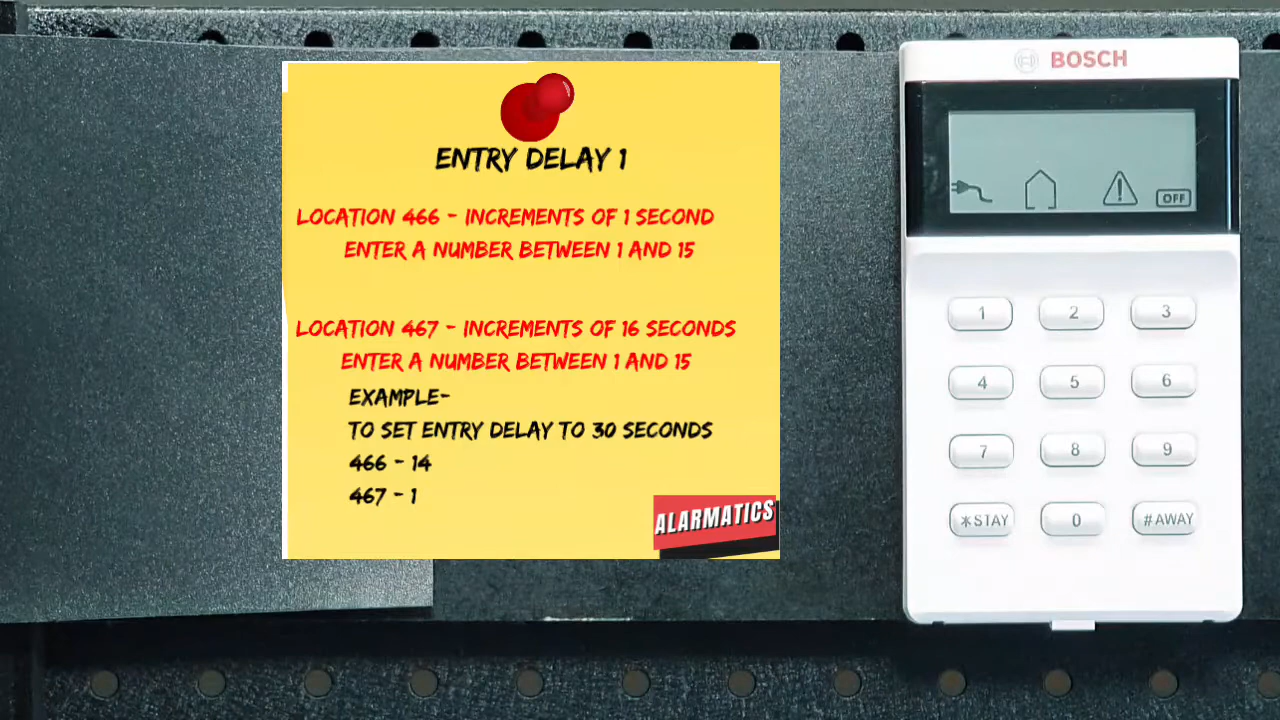 BOSCH
ENTRY DELAY 1
LOCATION 466 - INCREMENTS OF 1 SECOND
ENTER A NUMBER BETWEEN 1 AND 15
LOCATION 467 - INCREMENTS OF 16 SECONDS
ENTER A NUMBER BETWEEN 1 AND 15
EXAMPLE-
TO SET ENTRY DELAY TO 30 SECONDS
466 - 14
467 - 1
ALARMATICS
OFF
1 2 3
4 5 6
7 8 9
*STAY 0 #AWAY